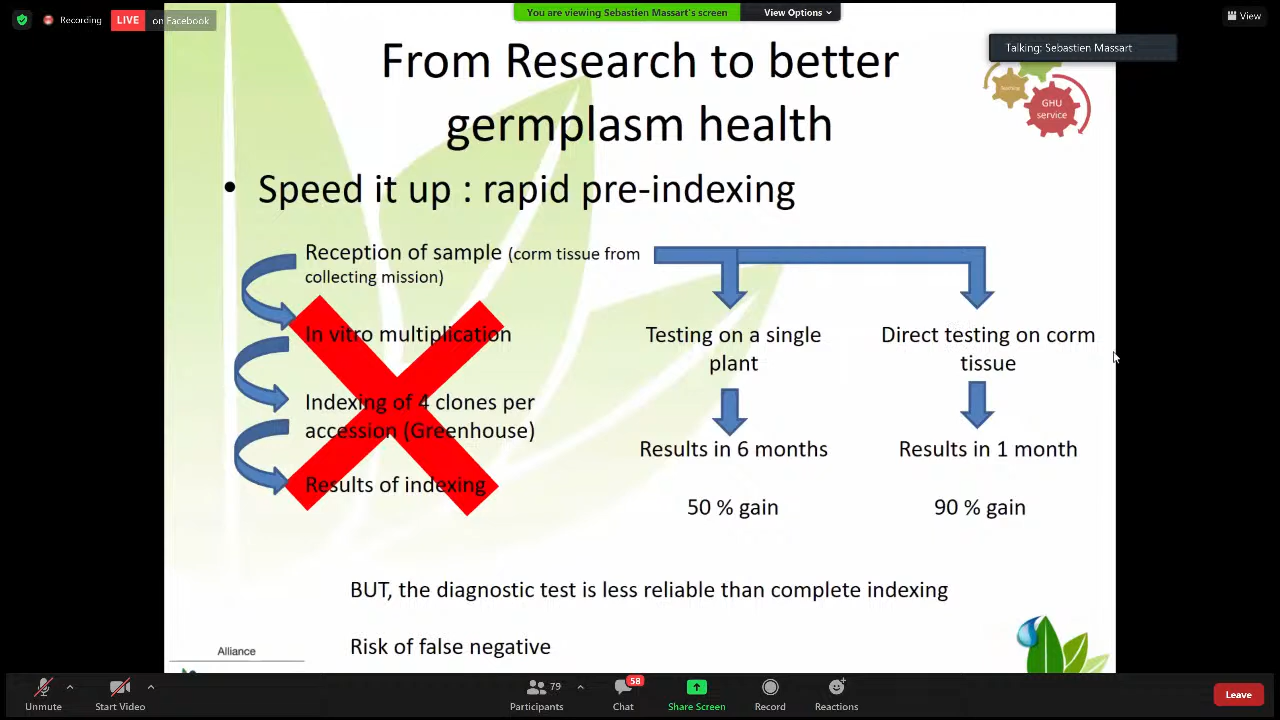 Recording
LIVE on Facebook
You are viewing Sebastien Massart's screen
View Options
View
Talking: Sebastien Massart
From Research to better
germplasm health
GHU
service
• Speed it up : rapid pre-indexing
Reception of sample (corm tissue from
collecting mission)
In vitro multiplication
Indexing of 4 clones per
accession (Greenhouse)
Results of indexing
Testing on a single
plant
Results in 6 months
50 % gain
Direct testing on corm
tissue
Results in 1 month
90 % gain
BUT, the diagnostic test is less reliable than complete indexing
Risk of false negative
Alliance
Unmute
Start Video
79
Participants
58
Chat
Share Screen
Record
Reactions
Leave